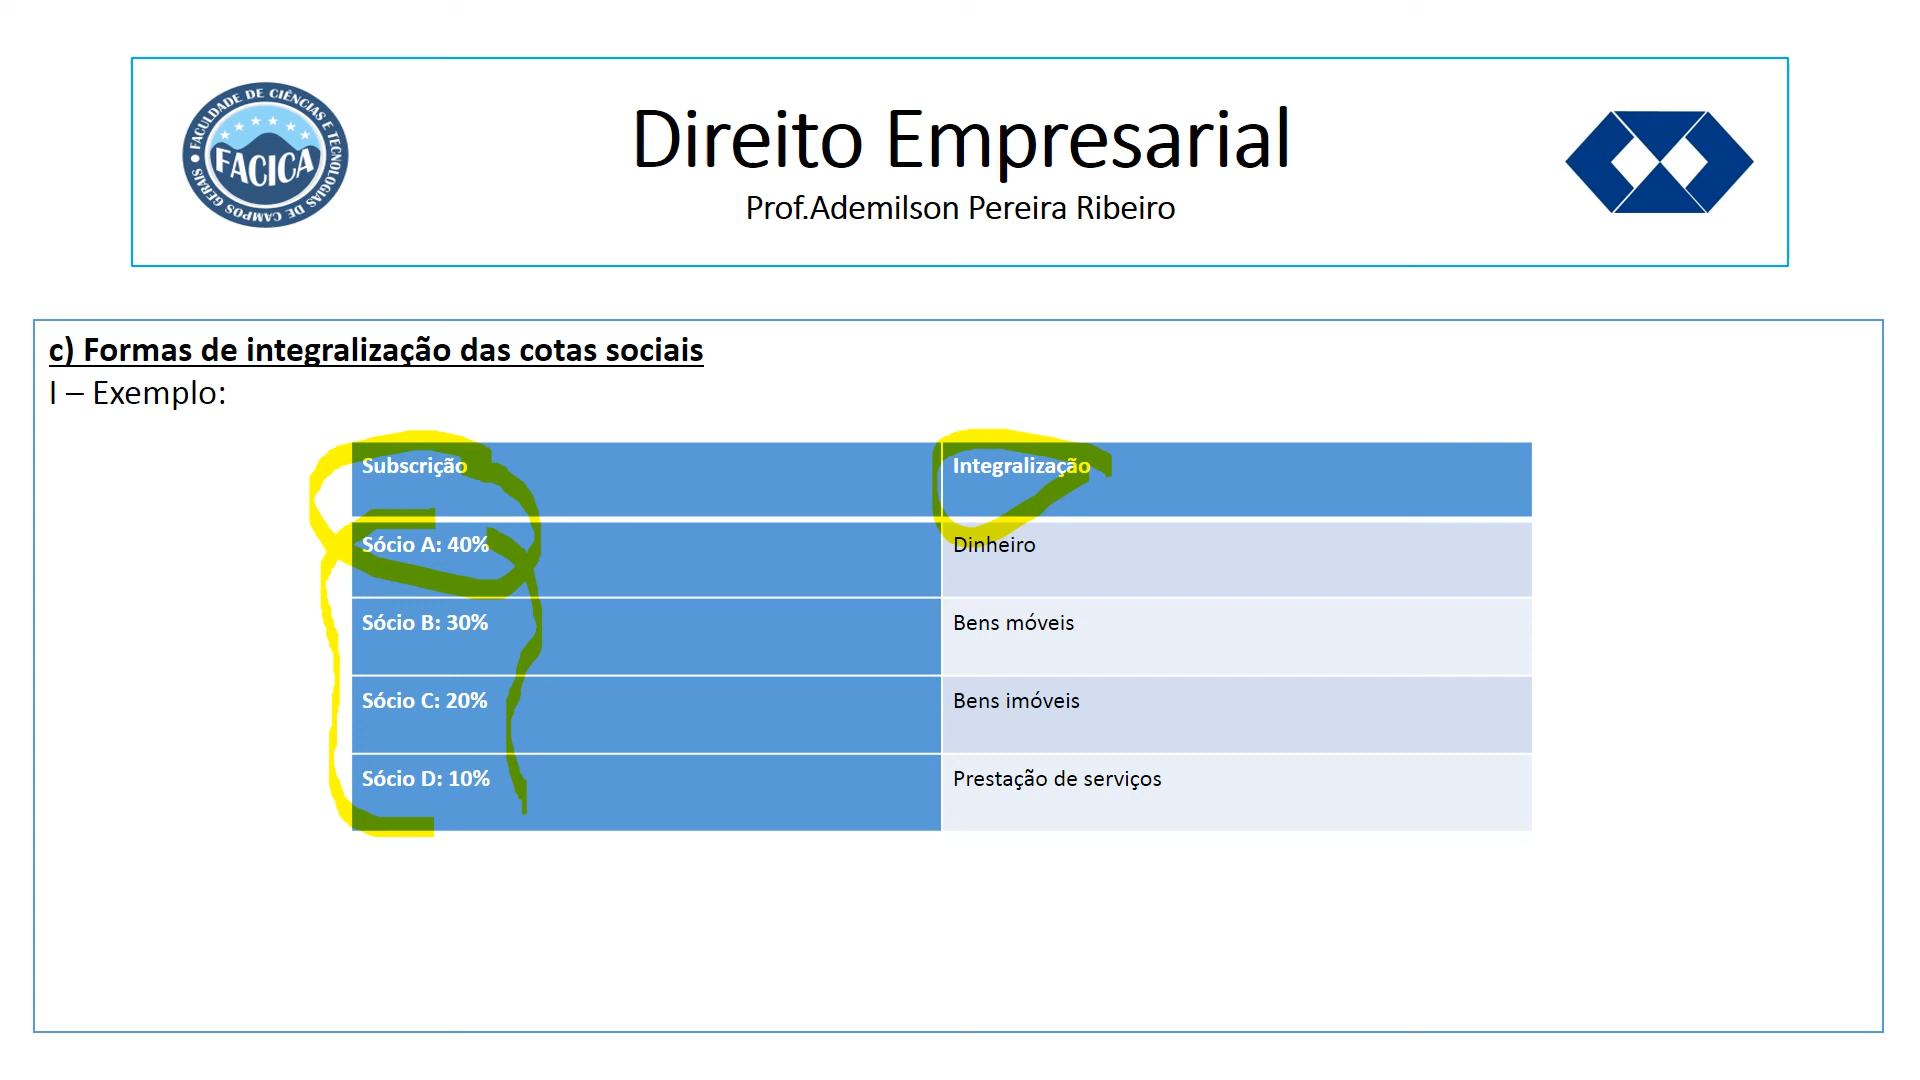 FACULDADE DE CIÊNCIAS E TECNOLOGIAS DE CAMPOS GERAIS
FACICA
Direito Empresarial
Prof.Ademilson Pereira Ribeiro
c) Formas de integralização das cotas sociais
I – Exemplo:
Subscrição Integralização
Sócio A: 40% Dinheiro
Sócio B: 30% Bens móveis
Sócio C: 20% Bens imóveis
Sócio D: 10% Prestação de serviços